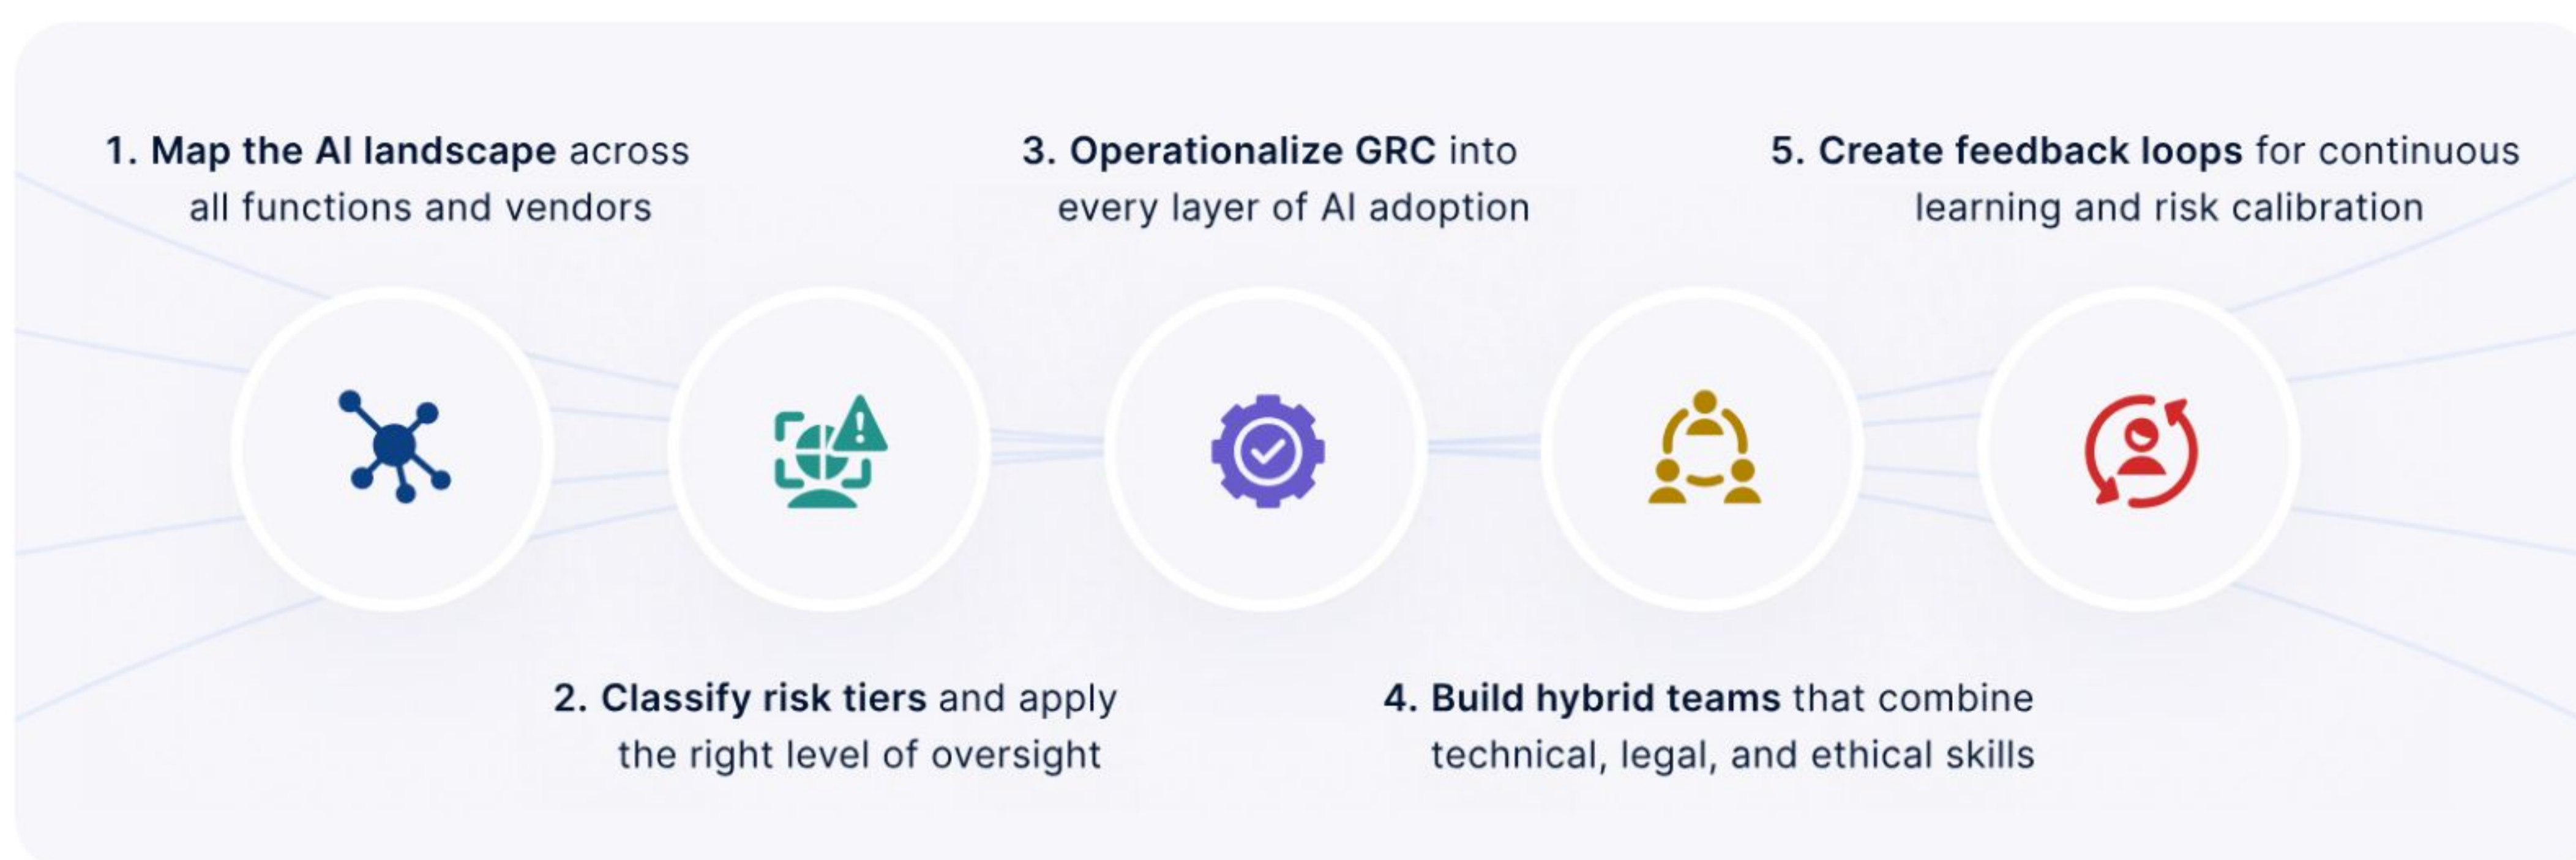 1. Map the AI landscape across
all functions and vendors
2. Classify risk tiers and apply
the right level of oversight
3. Operationalize GRC into
every layer of AI adoption
4. Build hybrid teams that combine
technical, legal, and ethical skills
5. Create feedback loops for continuous
learning and risk calibration